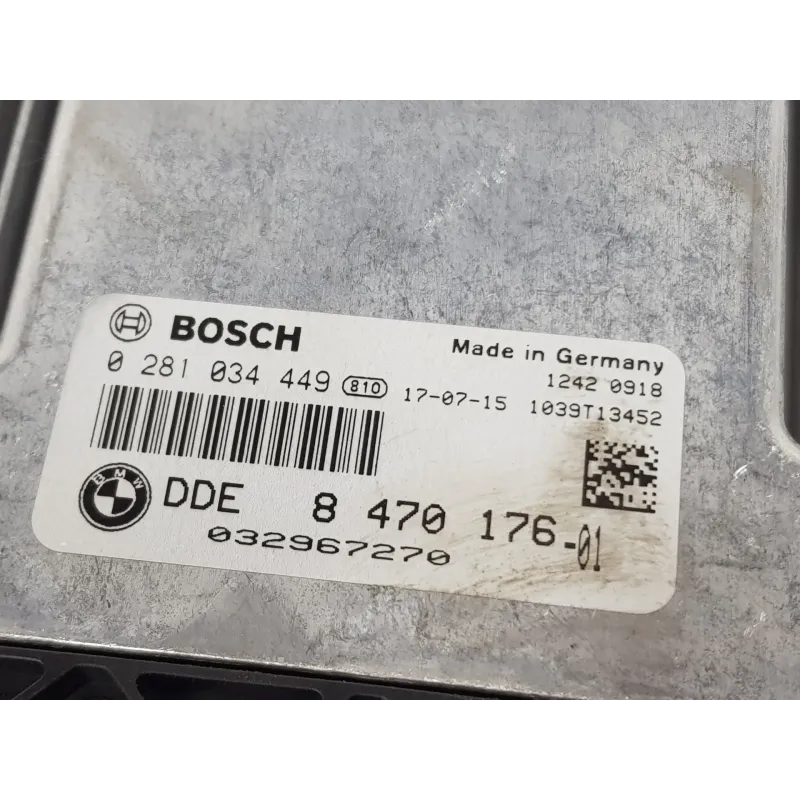 BOSCH
Made in Germany
0 281 034 449 810
1242 0918
17-07-15 1039T13452
BMW
DDE 8 470 176-01
032967270